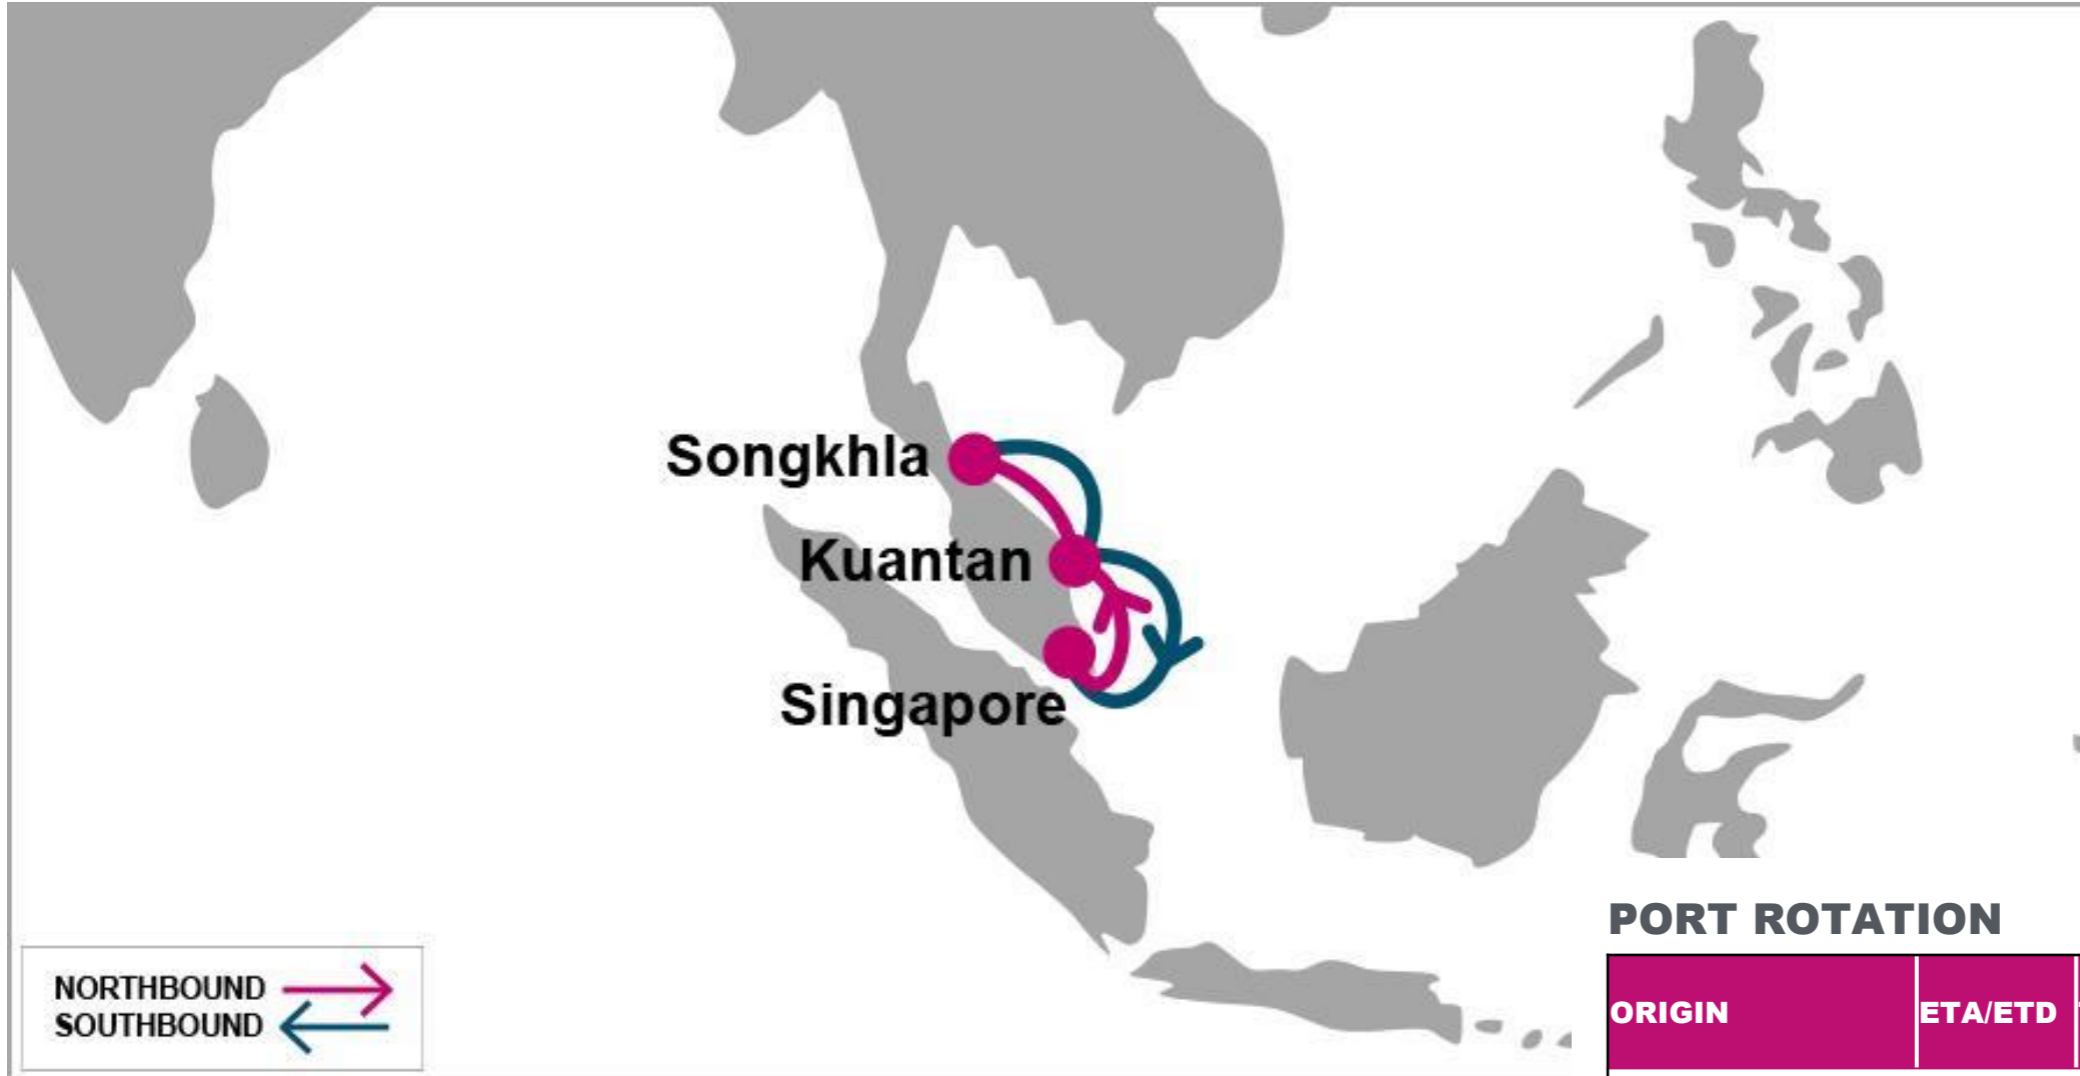 Songkhla
Kuantan
Singapore
NORTHBOUND
SOUTHBOUND
PORT ROTATION
ORIGIN ETA/ETD